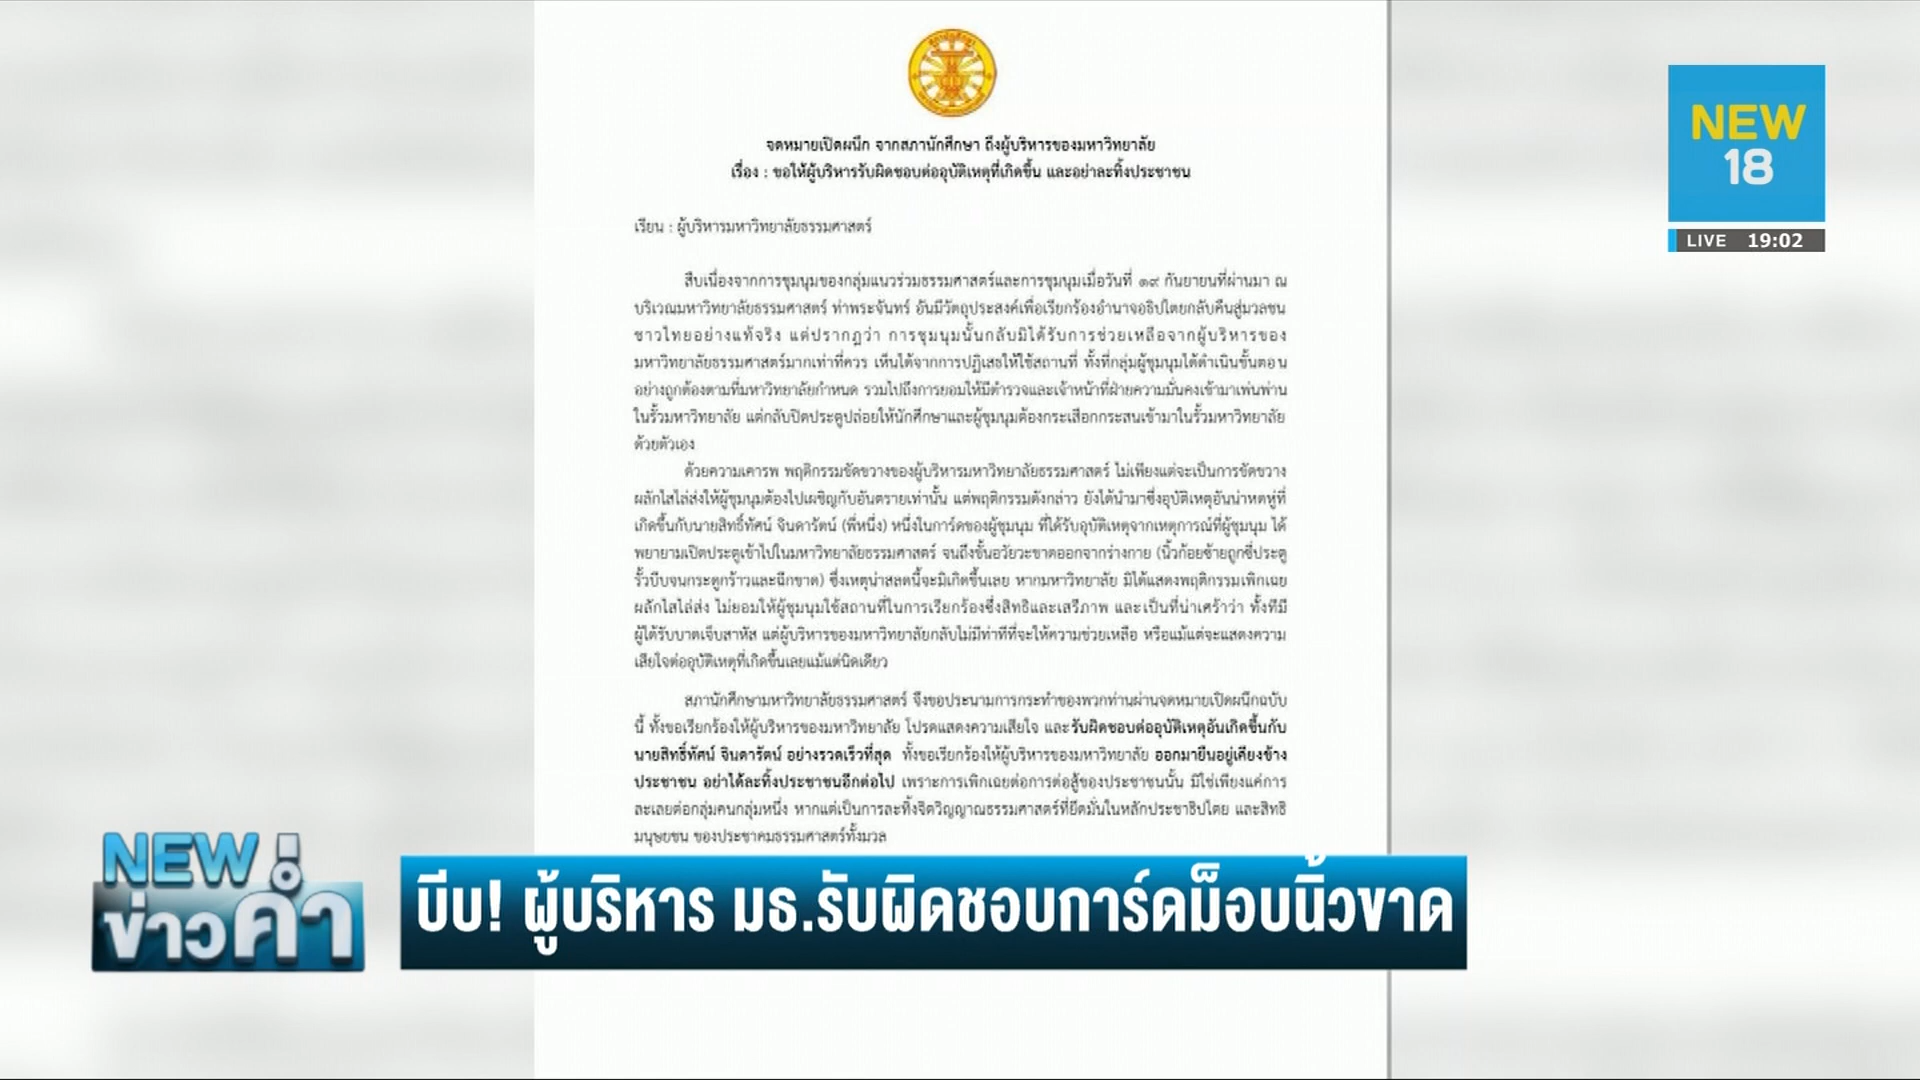 จดหมายเปิดผนึก จากสภานักศึกษา ถึงผู้บริหารของมหาวิทยาลัย
เรื่อง : ขอให้ผู้บริหารรับผิดชอบต่ออุบัติเหตุที่เกิดขึ้น และอย่าละทิ้งประชาชน
NEW
18
LIVE 19:02
เรียน : ผู้บริหารมหาวิทยาลัยธรรมศาสตร์
สืบเนื่องจากการชุมนุมของกลุ่มแนวร่วมธรรมศาสตร์และการชุมนุมเมื่อวันที่ ๑๙ กันยายนที่ผ่านมา ณ
บริเวณมหาวิทยาลัยธรรมศาสตร์ ท่าพระจันทร์ อันมีวัตถุประสงค์เพื่อเรียกร้องอำนาจอธิปไตยกลับคืนสู่มวลชน
ชาวไทยอย่างแท้จริง แต่ปรากฏว่า การชุมนุมนั้นกลับมิได้รับการช่วยเหลือจากผู้บริหารของ
มหาวิทยาลัยธรรมศาสตร์มากเท่าที่ควร เห็นได้จากการปฏิเสธให้ใช้สถานที่ ทั้งที่กลุ่มผู้ชุมนุมได้ดำเนินขั้นตอน
อย่างถูกต้องตามที่มหาวิทยาลัยกำหนด รวมไปถึงการยอมให้มีตำรวจและเจ้าหน้าที่ฝ่ายความมั่นคงเข้ามาเพ่นพ่าน
ในรั้วมหาวิทยาลัย แต่กลับปิดประตูปล่อยให้นักศึกษาและผู้ชุมนุมต้องกระเสือกกระสนเข้ามาในรั้วมหาวิทยาลัย
ด้วยตัวเอง
ด้วยความเคารพ พฤติกรรมขัดขวางของผู้บริหารมหาวิทยาลัยธรรมศาสตร์ ไม่เพียงแต่จะเป็นการขัดขวาง
ผลักไสไล่ส่งให้ผู้ชุมนุมต้องไปเผชิญกับอันตรายเท่านั้น แต่พฤติกรรมดังกล่าว ยังได้นำมาซึ่งอุบัติเหตุอันน่าหดหู่ที่
เกิดขึ้นกับนายสิทธิ์ทัศน์ จินดารัตน์ (พี่หนึ่ง) หนึ่งในการ์ดของผู้ชุมนุม ที่ได้รับอุบัติเหตุจากเหตุการณ์ที่ผู้ชุมนุม ได้
พยายามเปิดประตูเข้าไปในมหาวิทยาลัยธรรมศาสตร์ จนถึงขั้นอวัยวะขาดออกจากร่างกาย (นิ้วก้อยซ้ายถูกซี่ประตู
รั้วบีบจนกระดูกร้าวและฉีกขาด) ซึ่งเหตุน่าสลดนี้จะมิเกิดขึ้นเลย หากมหาวิทยาลัย มิได้แสดงพฤติกรรมเพิกเฉย
ผลักไสไล่ส่ง ไม่ยอมให้ผู้ชุมนุมใช้สถานที่ในการเรียกร้องซึ่งสิทธิและเสรีภาพ และเป็นที่น่าเศร้าว่า ทั้งที่มี
ผู้ได้รับบาดเจ็บสาหัส แต่ผู้บริหารของมหาวิทยาลัยกลับไม่มีท่าทีที่จะให้ความช่วยเหลือ หรือแม้แต่จะแสดงความ
เสียใจต่ออุบัติเหตุที่เกิดขึ้นเลยแม้แต่นิดเดียว
สภานักศึกษามหาวิทยาลัยธรรมศาสตร์ จึงขอประนามการกระทำของพวกท่านผ่านจดหมายเปิดผนึกฉบับ
นี้ ทั้งขอเรียกร้องให้ผู้บริหารของมหาวิทยาลัย โปรดแสดงความเสียใจ และรับผิดชอบต่ออุบัติเหตุอันเกิดขึ้นกับ
นายสิทธิ์ทัศน์ จินดารัตน์ อย่างรวดเร็วที่สุด ทั้งขอเรียกร้องให้ผู้บริหารของมหาวิทยาลัย ออกมายืนอยู่เคียงข้าง
ประชาชน อย่าได้ละทิ้งประชาชนอีกต่อไป เพราะการเพิกเฉยต่อการต่อสู้ของประชาชนนั้น มิใช่เพียงแค่การ
ละเลยต่อกลุ่มคนกลุ่มหนึ่ง หากแต่เป็นการละทิ้งจิตวิญญาณธรรมศาสตร์ที่ยึดมั่นในหลักประชาธิปไตย และสิทธิ
มนุษยชน ของประชาคมธรรมศาสตร์ทั้งมวล
NEW!
ข่าวค่ำ
บีบ! ผู้บริหาร มธ.รับผิดชอบการ์ดม็อบนิ้วขาด